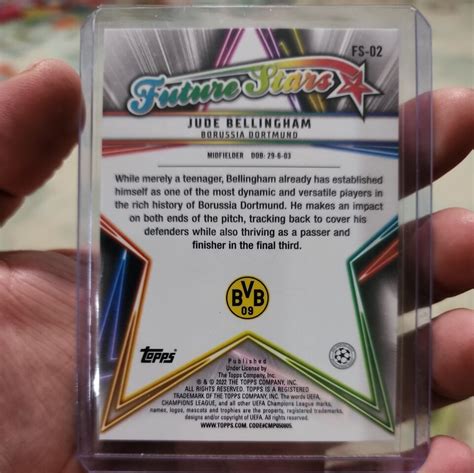 FS-02
Future Stars
JUDE BELLINGHAM
BORUSSIA DORTMUND
MIDFIELDER DOB: 29-6-03
While merely a teenager, Bellingham already has established
himself as one of the most dynamic and versatile players in
the rich history of Borussia Dortmund. He makes an impact
on both ends of the pitch, tracking back to cover his
defenders while also thriving as a passer and
finisher in the final third.
BVB
09
TOPPS
Published
Under License by
The Topps Company, Inc.
® & © 2022 THE TOPPS COMPANY, INC.
ALL RIGHTS RESERVED. TOPPS IS A REGISTERED
TRADEMARK OF THE TOPPS COMPANY, INC. The words UEFA,
CHAMPIONS LEAGUE, and all other UEFA Champions League marks,
names, logos, mascots and trophies are the property, registered trademarks,
designs and/or copyright of UEFA. All rights reserved.
WWW.TOPPS.COM. CODE#CMP050805.